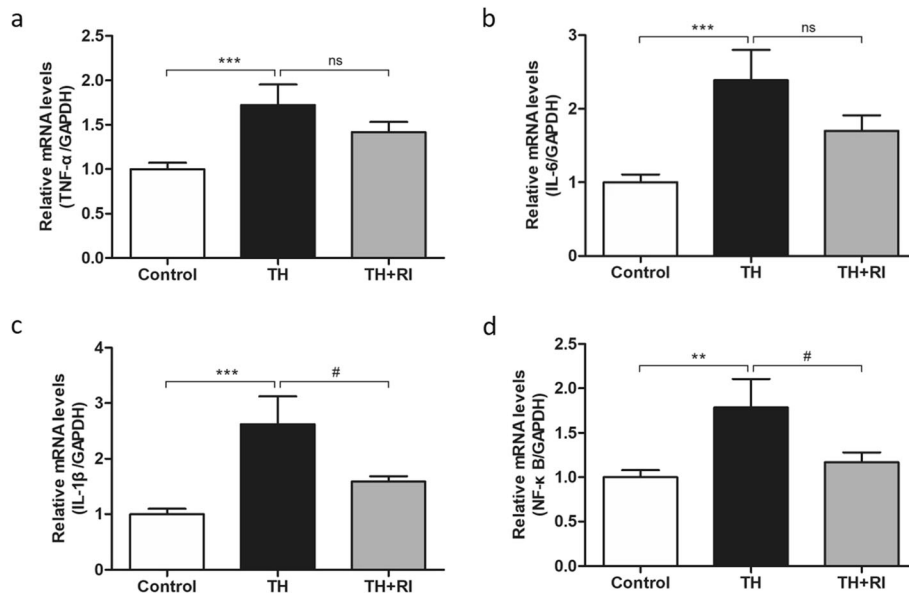 a
Relative mRNA levels
(TNF-α/GAPDH)
2.5
2.0
1.5
1.0
0.5
0.0
***
ns
Control TH TH+RI
b
Relative mRNA levels
(IL-6/GAPDH)
3
2
1
0
***
ns
Control TH TH+RI
c
Relative mRNA levels
(IL-1β/GAPDH)
4
3
2
1
0
***
#
Control TH TH+RI
d
Relative mRNA levels
(NF-κ B/GAPDH)
2.5
2.0
1.5
1.0
0.5
0.0
**
#
Control TH TH+RI